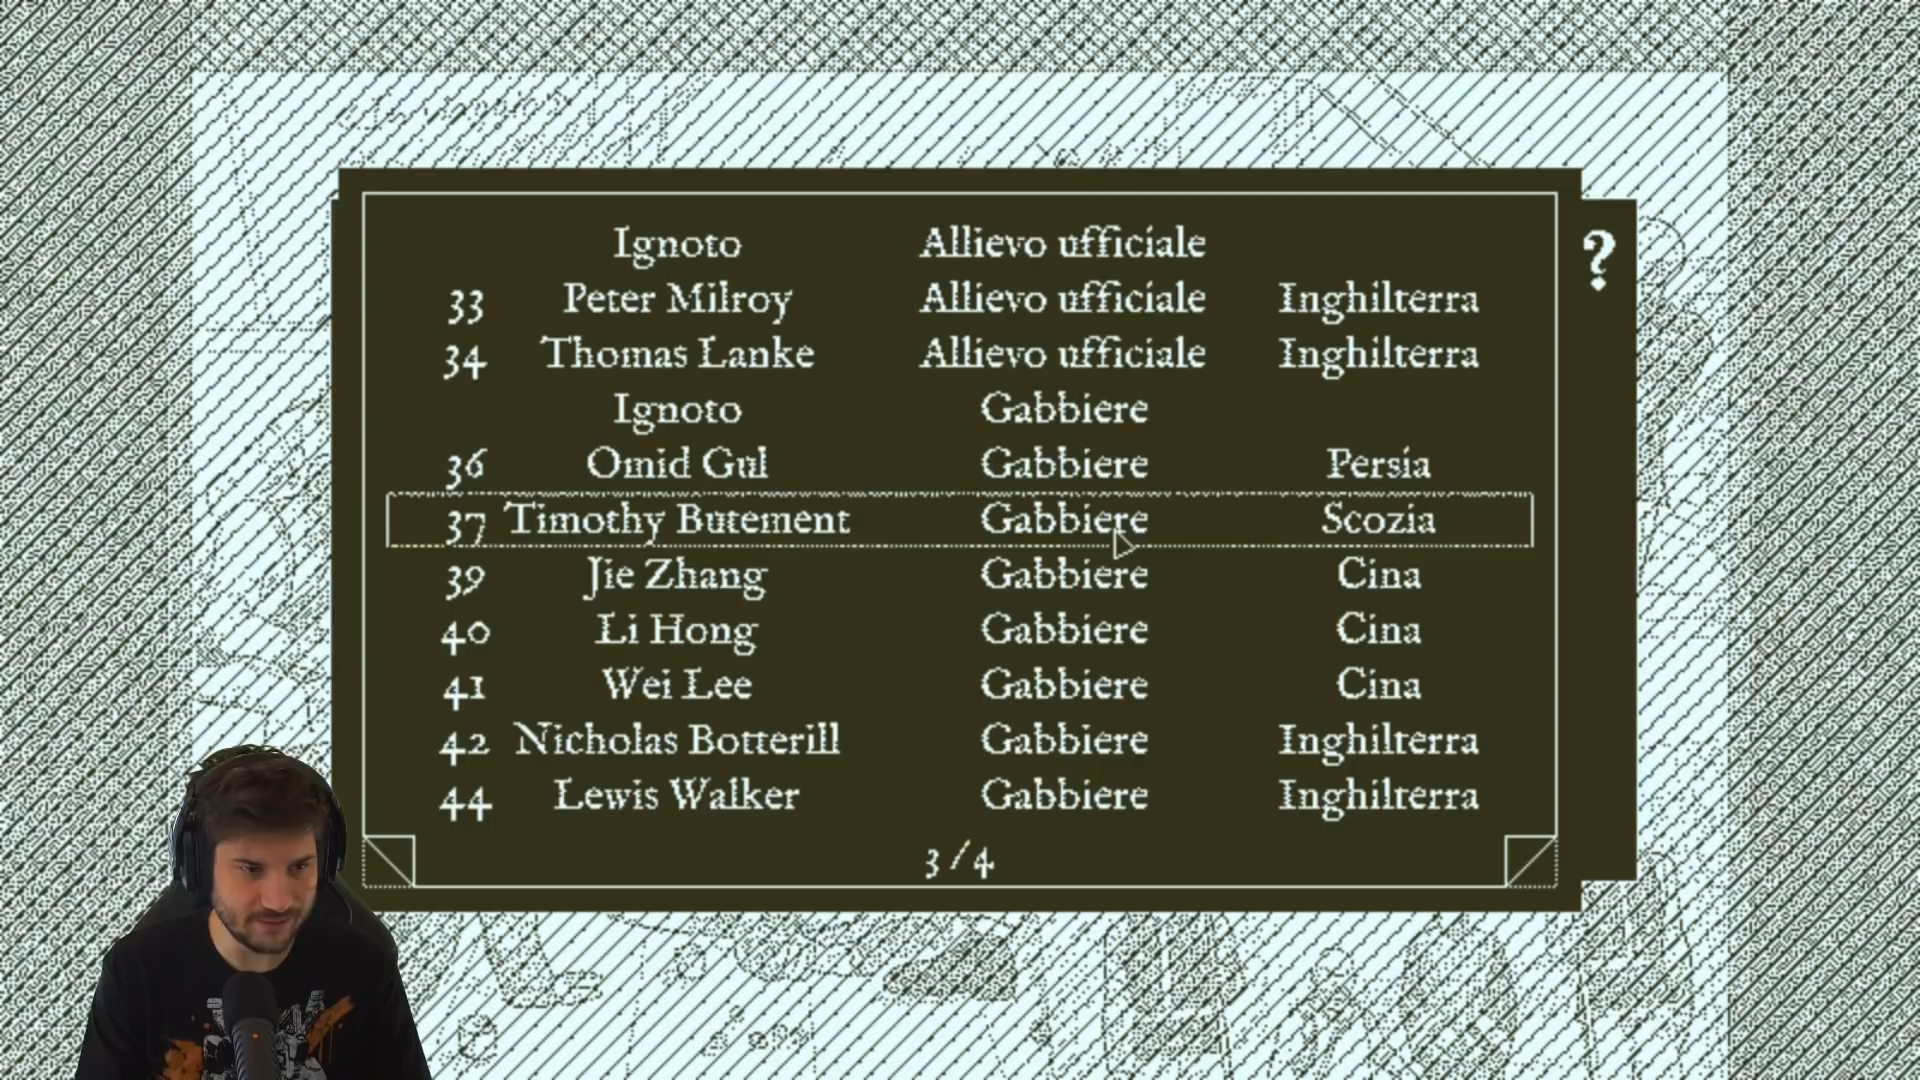 Ignoto Allievo ufficiale
?
33 Peter Milroy Allievo ufficiale Inghilterra
34 Thomas Lanke Allievo ufficiale Inghilterra
Ignoto Gabbiere
36 Omid Gul Gabbiere Persia
37 Timothy Butement Gabbiere Scozia
39 Jie Zhang Gabbiere Cina
40 Li Hong Gabbiere Cina
41 Wei Lee Gabbiere Cina
42 Nicholas Botterill Gabbiere Inghilterra
44 Lewis Walker Gabbiere Inghilterra
3/4